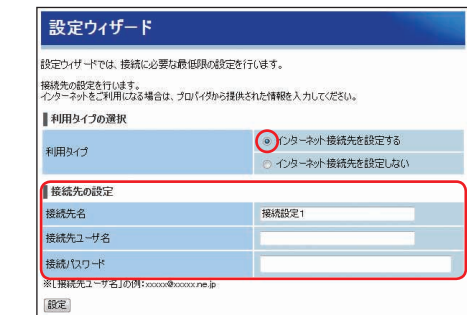 設定ウィザード
設定ウィザードでは、接続に必要な最低限の設定を行います。
接続先の設定を行います。
インターネットをご利用になる場合は、プロバイダから提供された情報を入力してください。
利用タイプの選択
利用タイプ
インターネット接続先を設定する
インターネット接続先を設定しない
接続先の設定
接続先名 接続設定1
接続先ユーザ名
接続パスワード
※[接続先ユーザ名]の例:xxxxx@xxxxx.ne.jp
設定